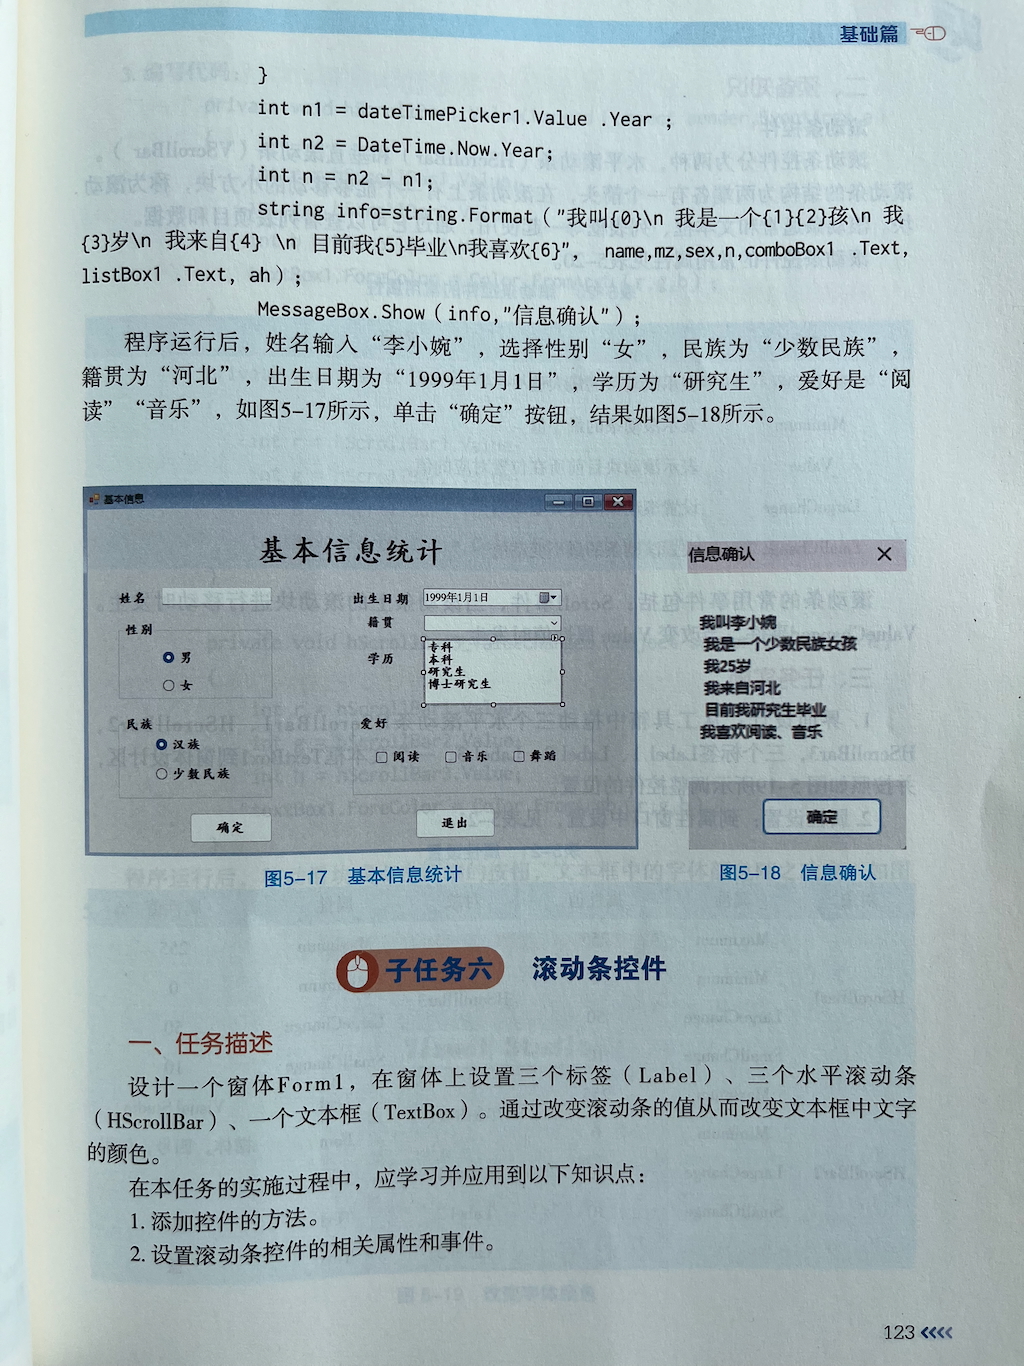 基础篇
}
int n1 = dateTimePicker1.Value .Year ;
int n2 = DateTime.Now.Year;
int n = n2 - n1;
string info=string.Format（"我叫{0}\n 我是一个{1}{2}孩\n 我
{3}岁\n 我来自{4} \n 目前我{5}毕业\n我喜欢{6}", name,mz,sex,n,comboBox1 .Text,
listBox1 .Text, ah）;
MessageBox.Show（info,"信息确认"）;
程序运行后，姓名输入“李小婉”，选择性别“女”，民族为“少数民族”，
籍贯为“河北”，出生日期为“1999年1月1日”，学历为“研究生”，爱好是“阅
读”“音乐”，如图5-17所示，单击“确定”按钮，结果如图5-18所示。
基本信息
基本信息统计
姓名
出生日期 1999年1月1日
籍贯
性别
男
女
学历
专科
本科
研究生
博士研究生
民族
汉族
少数民族
爱好
阅读 音乐 舞蹈
确定 退出
信息确认
我叫李小婉
我是一个少数民族女孩
我25岁
我来自河北
目前我研究生毕业
我喜欢阅读、音乐
确定
图5-17 基本信息统计
图5-18 信息确认
子任务六 滚动条控件
一、任务描述
设计一个窗体Form1，在窗体上设置三个标签（Label）、三个水平滚动条
（HScrollBar）、一个文本框（TextBox）。通过改变滚动条的值从而改变文本框中文字
的颜色。
在本任务的实施过程中，应学习并应用到以下知识点：
1. 添加控件的方法。
2. 设置滚动条控件的相关属性和事件。
123